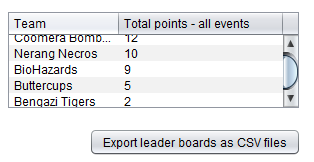 Team Total points - all events
Coomera Bomb... 12
Nerang Necros 10
BioHazards 9
Buttercups 5
Bengazi Tigers 2
Export leader boards as CSV files